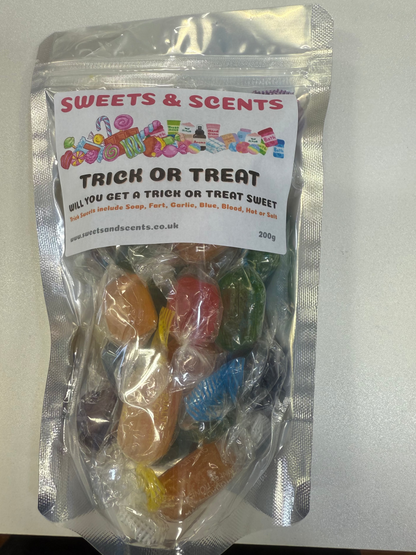 SWEETS & SCENTS
TRICK OR TREAT
WILL YOU GET A TRICK OR TREAT SWEET
Trick Sweets include Soap, Fart, Garlic, Blue, Blood, Hot or Salt
www.sweetsandscents.co.uk
200g